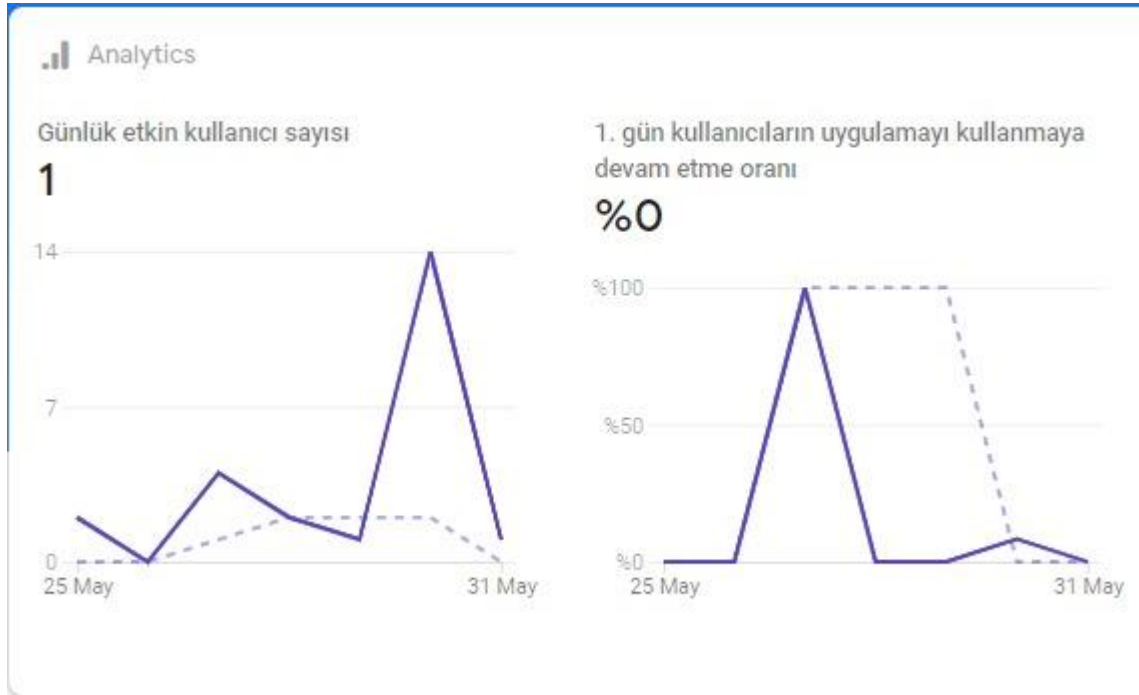 Analytics
Günlük etkin kullanıcı sayısı
1
14
7
0
25 May
31 May
1. gün kullanıcıların uygulamayı kullanmaya
devam etme oranı
%0
%100
%50
%0
25 May
31 May